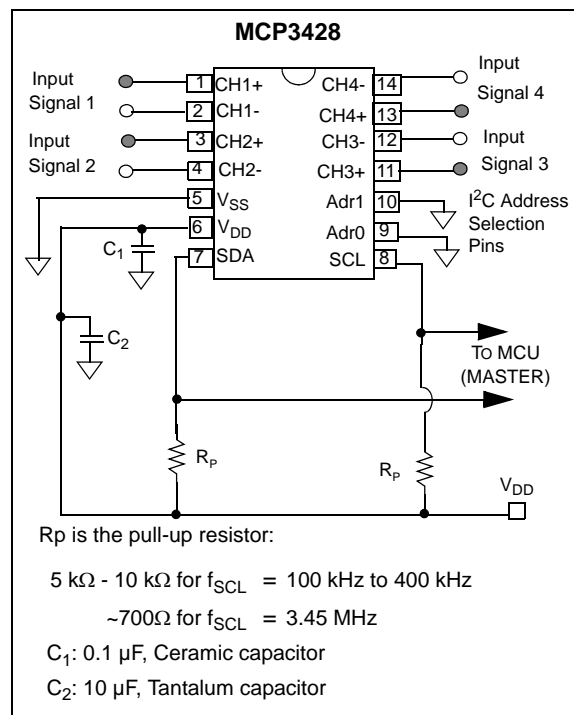 MCP3428
Input
Signal 1
1 CH1+
2 CH1-
Input
Signal 2
3 CH2+
4 CH2-
5 VSS
6 VDD
7 SDA
CH4- 14
CH4+ 13
CH3- 12
CH3+ 11
Adr1 10
Adr0 9
SCL 8
Input
Signal 4
Input
Signal 3
I²C Address
Selection
Pins
C1
C2
TO MCU
(MASTER)
RP
RP
VDD
Rp is the pull-up resistor:
5 kΩ - 10 kΩ for fSCL = 100 kHz to 400 kHz
~700Ω for fSCL = 3.45 MHz
C1: 0.1 µF, Ceramic capacitor
C2: 10 µF, Tantalum capacitor